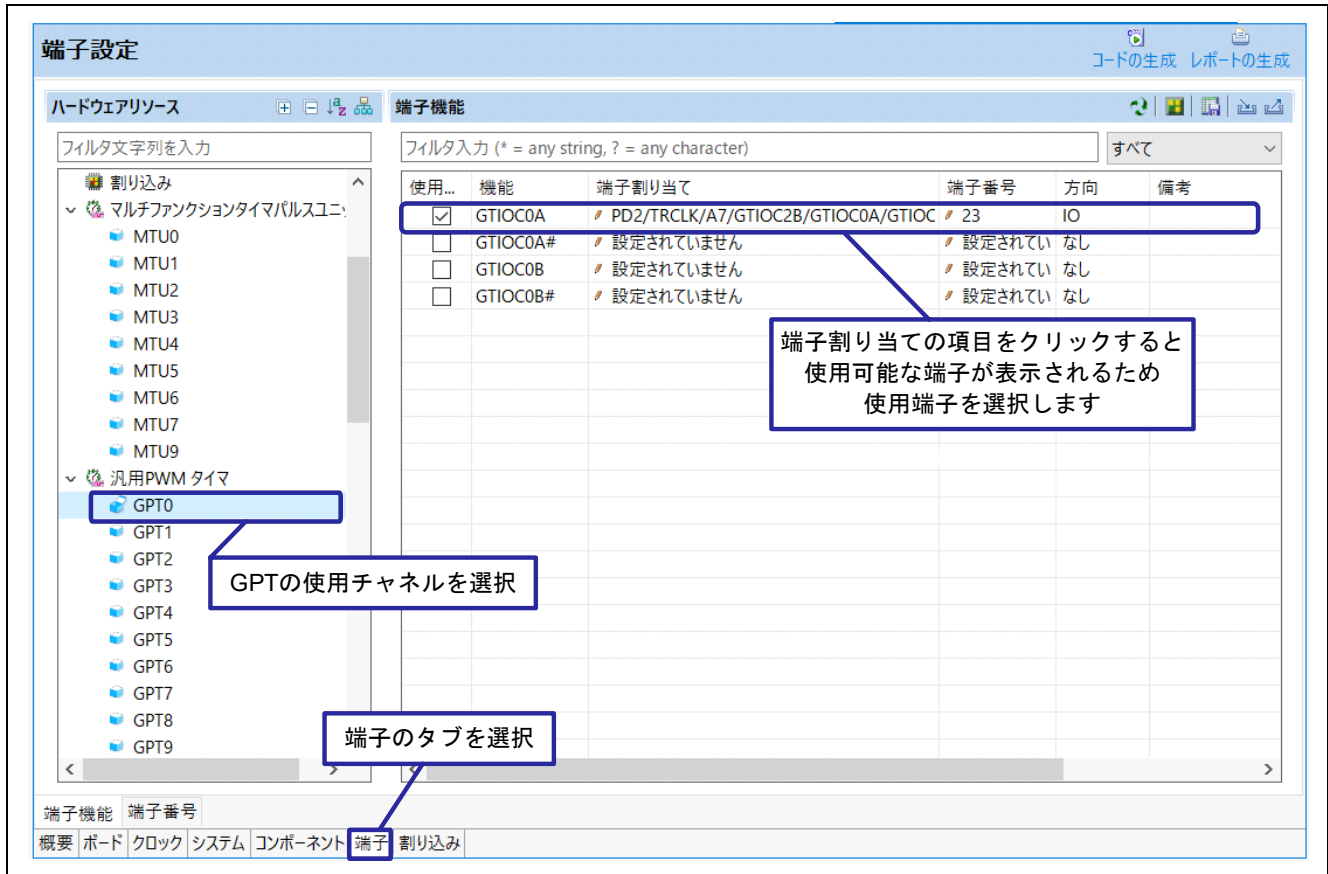 端子設定
コードの生成 レポートの生成
ハードウェアリソース
端子機能
フィルタ文字列を入力
フィルタ入力 (* = any string, ? = any character)
すべて
割り込み
マルチファンクションタイマパルスユニ
MTU0
MTU1
MTU2
MTU3
MTU4
MTU5
MTU6
MTU7
MTU9
汎用PWM タイマ
GPT0
GPT1
GPT2
GPT3
GPT4
GPT5
GPT6
GPT7
GPT8
GPT9
使用... 機能 端子割り当て 端子番号 方向 備考
GTIOC0A PD2/TRCLK/A7/GTIOC2B/GTIOC0A/GTIOC 23 IO
GTIOC0A# 設定されていません 設定されてい なし
GTIOC0B 設定されていません 設定されてい なし
GTIOC0B# 設定されていません 設定されてい なし
端子割り当ての項目をクリックすると
使用可能な端子が表示されるため
使用端子を選択します
GPTの使用チャネルを選択
端子のタブを選択
端子機能 端子番号
概要 ボード クロック システム コンポーネント 端子 割り込み